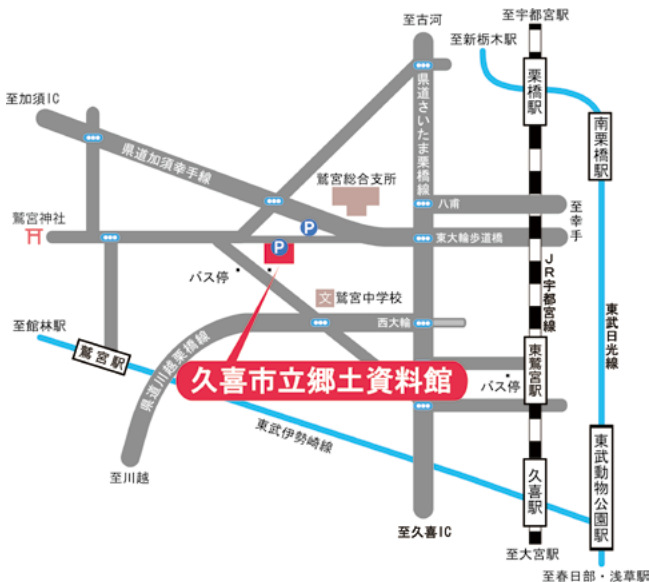 至宇都宮駅
至古河
至新栃木駅
栗橋駅
至加須IC
県道さいたま栗橋線
南栗橋駅
県道加須幸手線
鷲宮総合支所
八甫
至幸手
鷲宮神社
P
東大輪歩道橋
P
バス停
JR宇都宮線
文
鷲宮中学校
西大輪
東武日光線
至館林駅
鷲宮駅
県道川越栗橋線
東鷲宮駅
久喜市立郷土資料館
バス停
東武伊勢崎線
東武動物公園駅
久喜駅
至川越
至久喜IC
至大宮駅
至春日部・浅草駅